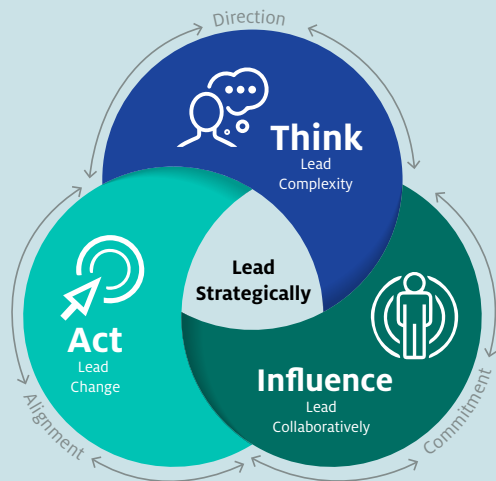 Direction
Think
Lead
Complexity
Lead
Strategically
Act
Lead
Change
Influence
Lead
Collaboratively
Alignment
Commitment